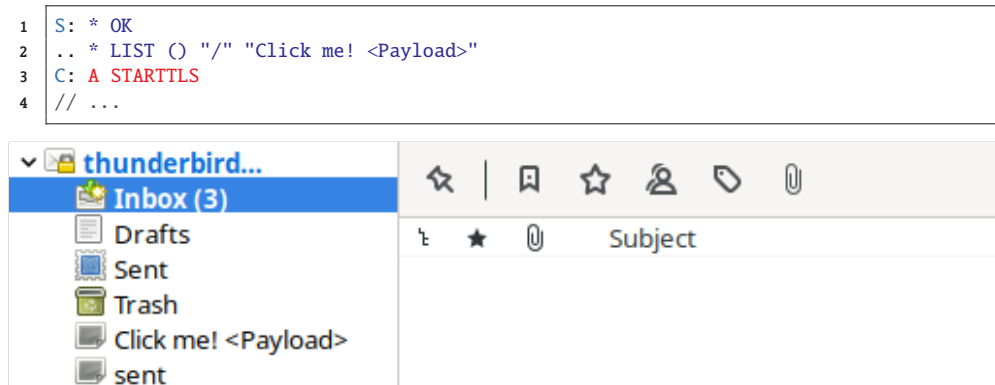 1 S: * OK
2 .. * LIST () "/" "Click me! <Payload>"
3 C: A STARTTLS
4 // ...
thunderbird...
Inbox (3)
Drafts
Sent
Trash
Click me! <Payload>
sent
Subject